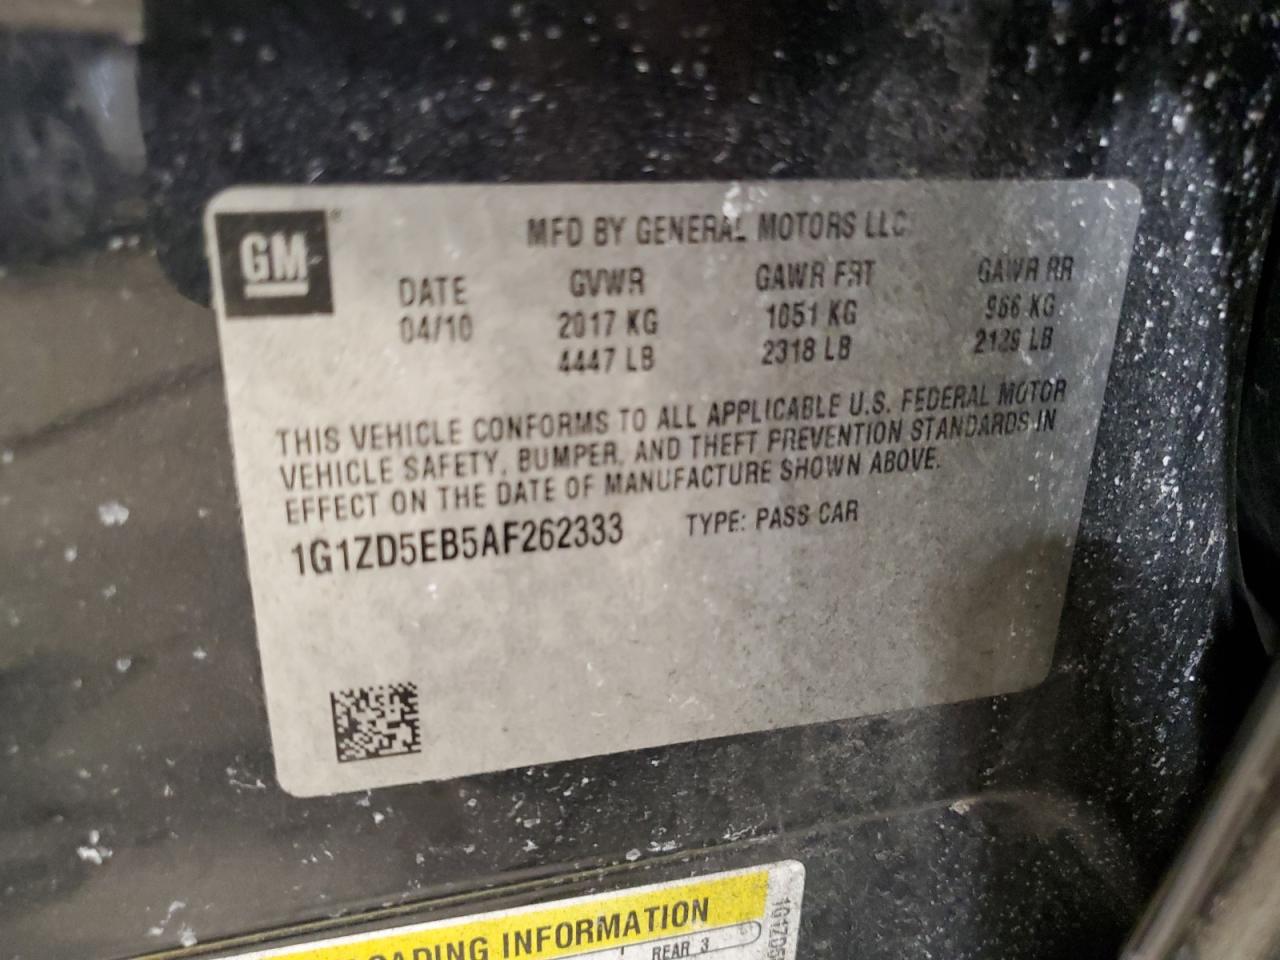 GM
MFD BY GENERAL MOTORS LLC
DATE GVWR GAWR FRT GAWR RR
04/10 2017 KG 1051 KG 966 KG
4447 LB 2318 LB 2129 LB
THIS VEHICLE CONFORMS TO ALL APPLICABLE U.S. FEDERAL MOTOR
VEHICLE SAFETY, BUMPER, AND THEFT PREVENTION STANDARDS IN
EFFECT ON THE DATE OF MANUFACTURE SHOWN ABOVE.
1G1ZD5EB5AF262333 TYPE: PASS CAR
INFORMATION
REAR 3